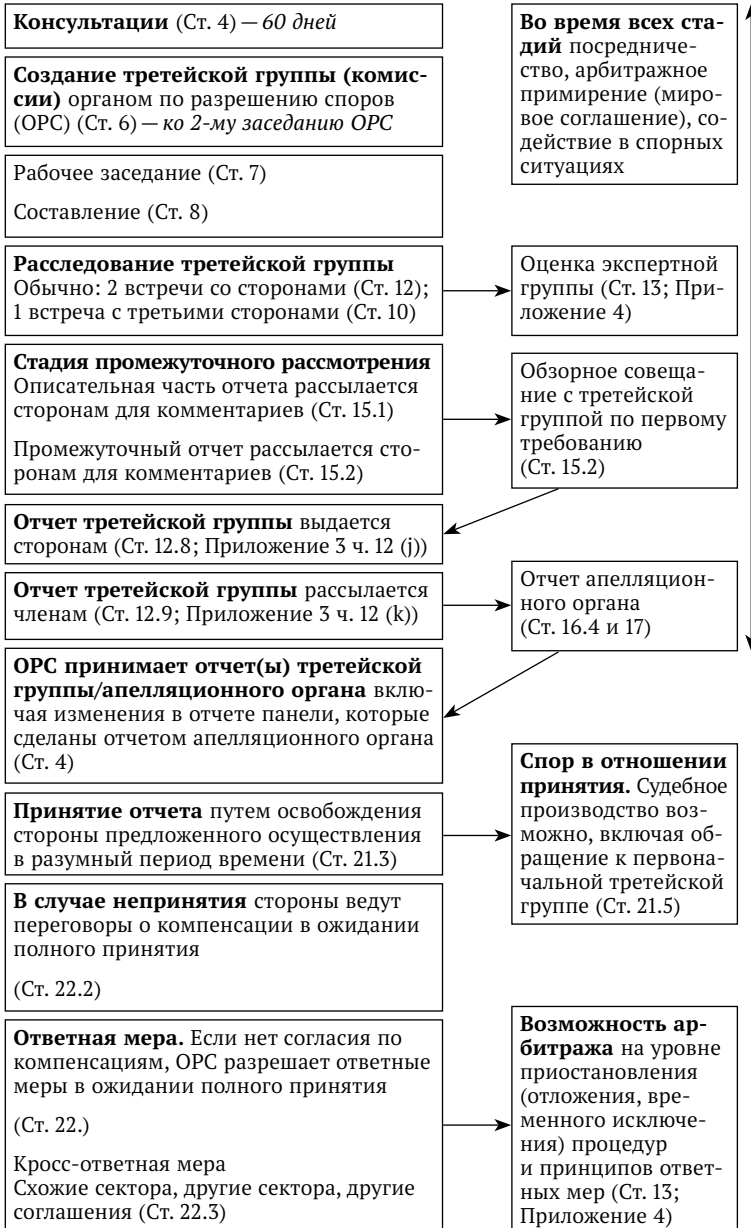 Консультации (Ст. 4) — 60 дней
Создание третейской группы (комис-
сии) органом по разрешению споров
(ОРС) (Ст. 6) — ко 2-му заседанию ОРС
Рабочее заседание (Ст. 7)
Составление (Ст. 8)
Во время всех ста-
дий посредниче-
ство, арбитражное
примирение (миро-
вое соглашение), со-
действие в спорных
ситуациях
Расследование третейской группы
Обычно: 2 встречи со сторонами (Ст. 12);
1 встреча с третьими сторонами (Ст. 10)
Оценка экспертной
группы (Ст. 13; При-
ложение 4)
Стадия промежуточного рассмотрения
Описательная часть отчета рассылается
сторонам для комментариев (Ст. 15.1)
Промежуточный отчет рассылается сто-
ронам для комментариев (Ст. 15.2)
Обзорное совеща-
ние с третейской
группой по первому
требованию
(Ст. 15.2)
Отчет третейской группы выдается
сторонам (Ст. 12.8; Приложение 3 ч. 12 (j))
Отчет третейской группы рассылается
членам (Ст. 12.9; Приложение 3 ч. 12 (k))
Отчет апелляцион-
ного органа
(Ст. 16.4 и 17)
ОРС принимает отчет(ы) третейской
группы/апелляционного органа вклю-
чая изменения в отчете панели, которые
сделаны отчетом апелляционного органа
(Ст. 4)
Принятие отчета путем освобождения
стороны предложенного осуществления
в разумный период времени (Ст. 21.3)
Спор в отношении
принятия. Судебное
производство воз-
можно, включая об-
ращение к первона-
чальной третейской
группе (Ст. 21.5)
В случае непринятия стороны ведут
переговоры о компенсации в ожидании
полного принятия
(Ст. 22.2)
Ответная мера. Если нет согласия по
компенсациям, ОРС разрешает ответные
меры в ожидании полного принятия
(Ст. 22.)
Кросс-ответная мера
Схожие сектора, другие сектора, другие
соглашения (Ст. 22.3)
Возможность ар-
битража на уровне
приостановления
(отложения, вре-
менного исключе-
ния) процедур
и принципов ответ-
ных мер (Ст. 13;
Приложение 4)